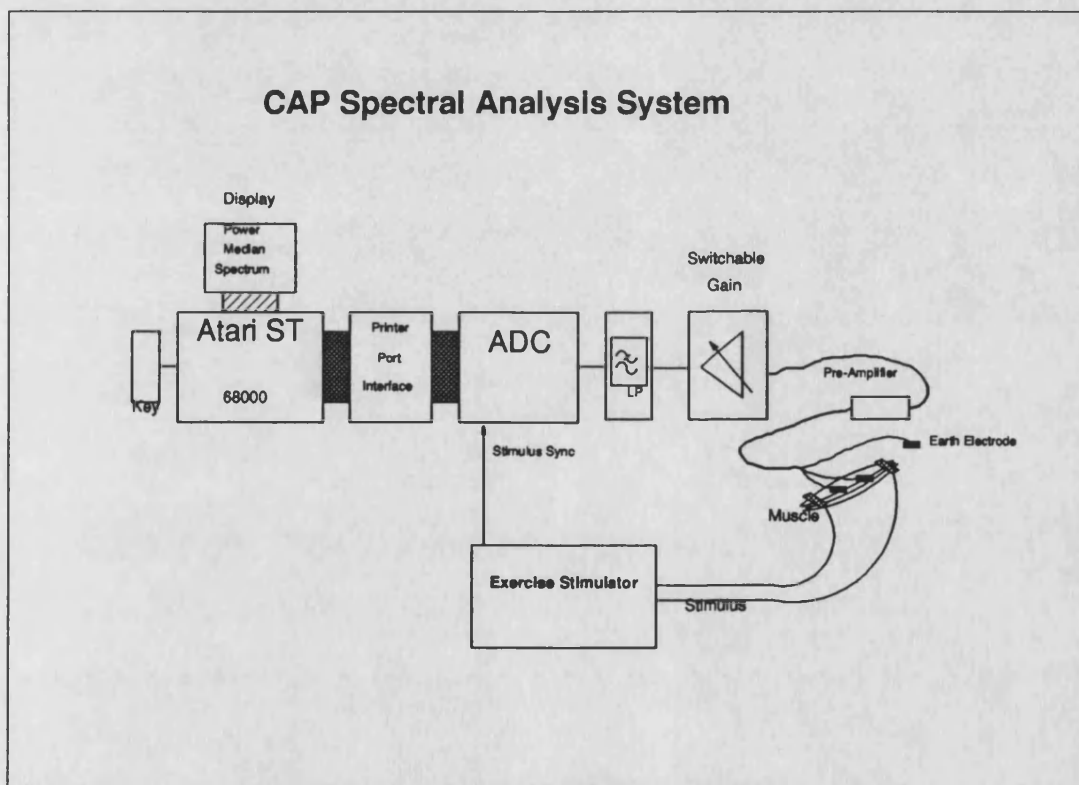 CAP Spectral Analysis System
Display
Power
Median
Spectrum
Switchable
Gain
Atari ST
68000
Key
Printer
Port
Interface
ADC
LP
Pre-Amplifier
Earth Electrode
Stimulus Sync
Muscle
Exercise Stimulator
Stimulus